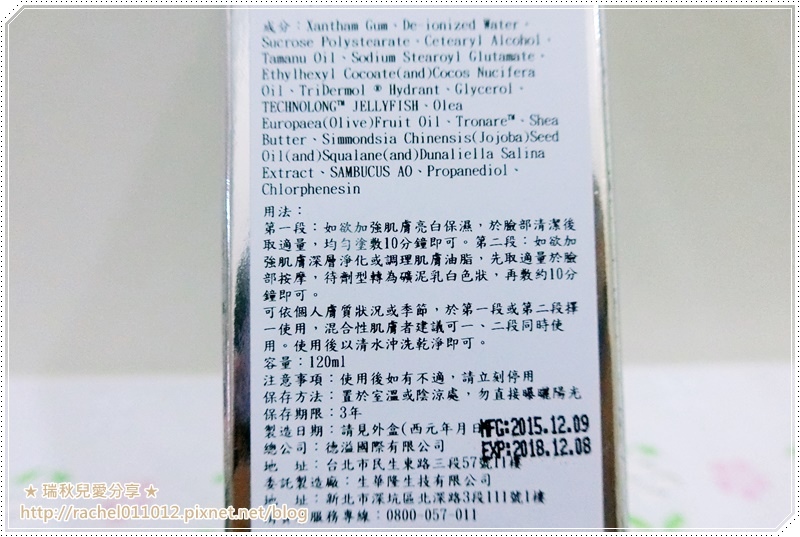 成分：Xantham Gum、De-ionized Water、
Sucrose Polystearate、Cetearyl Alcohol、
Tamanu Oil、Sodium Stearoyl Glutamate、
Ethylhexyl Cocoate(and)Cocos Nucifera
Oil、TriDermol ® Hydrant、Glycerol、
TECHNOLONG™ JELLYFISH、Olea
Europaea(Olive)Fruit Oil、Tronare™、Shea
Butter、Simmondsia Chinensis(Jojoba)Seed
Oil(and)Squalane(and)Dunaliella Salina
Extract、SAMBUCUS AO、Propanediol、
Chlorphenesin
用法：
第一段：如欲加強肌膚亮白保濕，於臉部清潔後
取適量，均勻塗敷10分鐘即可。第二段：如欲加
強肌膚深層淨化或調理肌膚油脂，先取適量於臉
部按摩，待劑型轉為礦泥乳白色狀，再敷約10分
鐘即可。
可依個人膚質狀況或季節，於第一段或第二段擇
一使用，混合性肌膚者建議可一、二段同時使
用。使用後以清水沖洗乾淨即可。
容量：120ml
注意事項：使用後如有不適，請立刻停用
保存方法：置於室溫或陰涼處，勿直接曝曬陽光
保存期限：3年
製造日期：請見外盒(西元年月日
MFG:2015.12.09
EXP:2018.12.08
總公司：德溢國際有限公司
地 址：台北市民生東路三段57號11樓
委託製造廠：生華隆生技有限公司
地 址：新北市深坑區北深路3段111號1樓
服務專線：0800-057-011
★ 瑞秋兒愛分享 ★
http://rachel011012.pixnet.net/blog